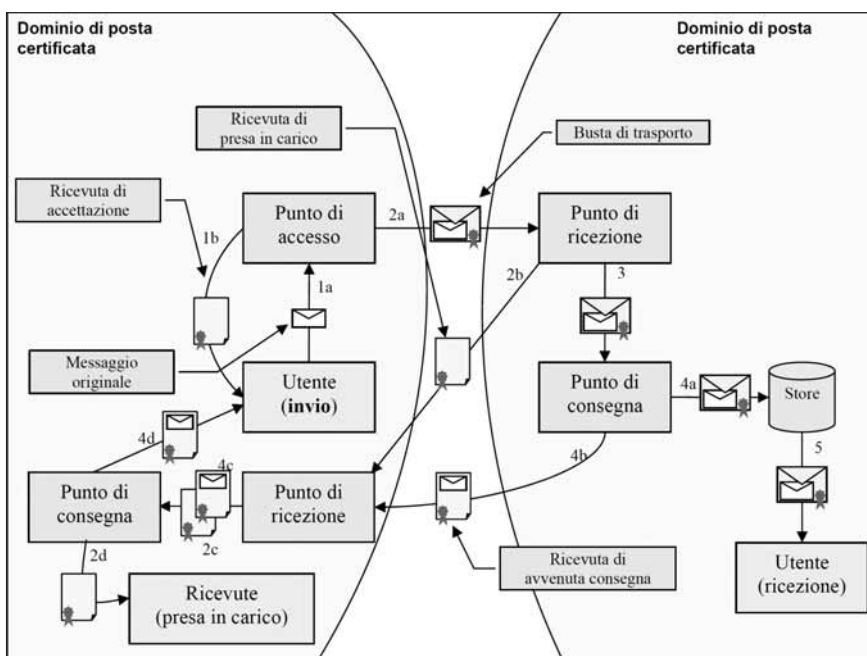 Dominio di posta
certificata
Dominio di posta
certificata
Ricevuta di
presa in carico
Busta di trasporto
Ricevuta di
accettazione
1b
Punto di
accesso
2a
Punto di
ricezione
1a
2b
3
Messaggio
originale
Utente
(invio)
Punto di
consegna
4a
Store
4d
4b
5
Punto di
consegna
4c
2c
Punto di
ricezione
2d
Ricevute
(presa in carico)
Ricevuta di
avvenuta consegna
Utente
(ricezione)